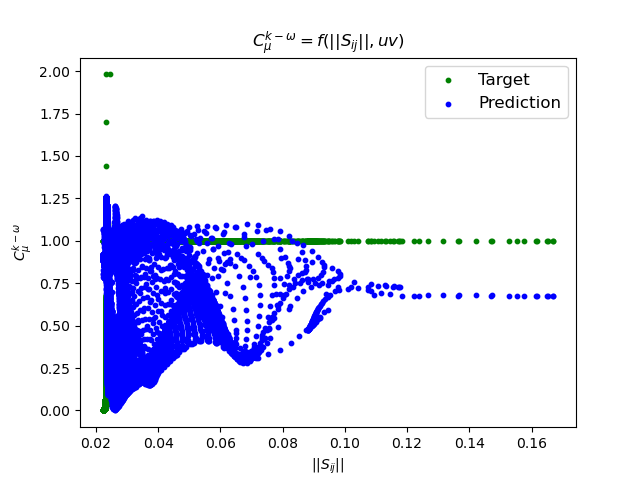 $C_{\mu}^{k-\omega} = f(||S_{ij}||, uv)$
Target
Prediction
2.00
1.75
1.50
1.25
1.00
0.75
0.50
0.25
0.00
$C_{\mu}^{k-\omega}$
0.02 0.04 0.06 0.08 0.10 0.12 0.14 0.16
$||S_{ij}||$